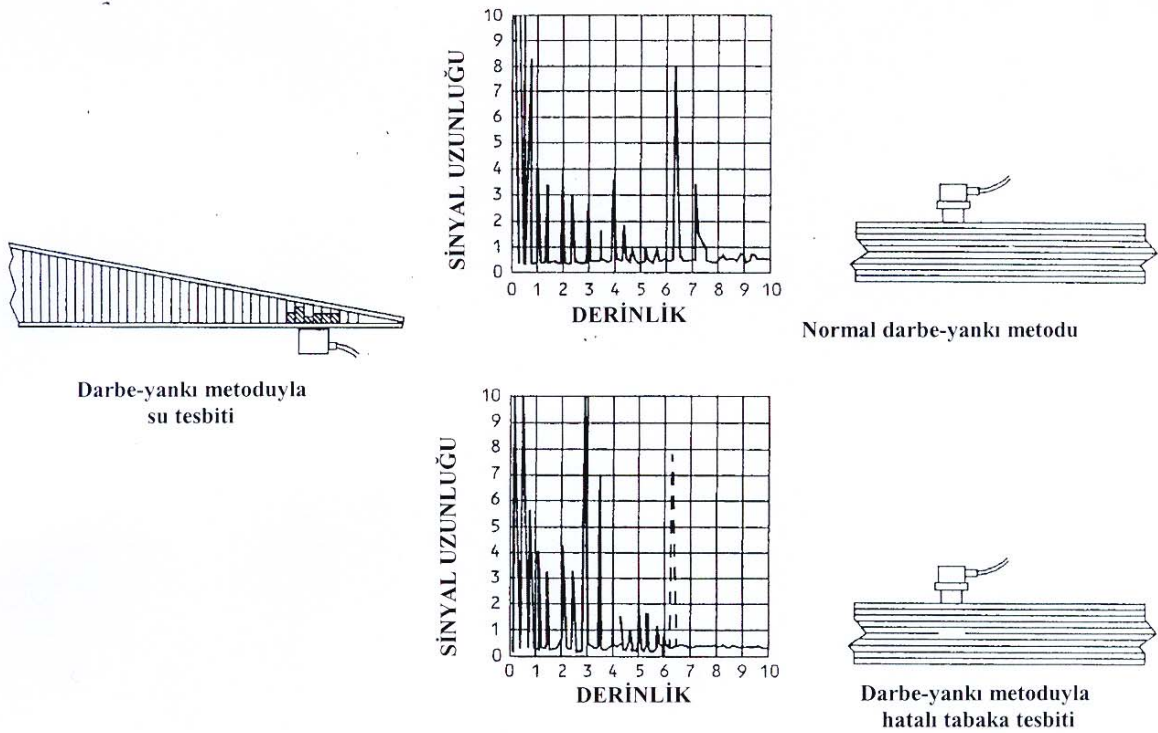 SİNYAL UZUNLUĞU
10
9
8
7
6
5
4
3
2
1
0
0 1 2 3 4 5 6 7 8 9 10
DERİNLİK
Normal darbe-yankı metodu
Darbe-yankı metoduyla
su tesbiti
SİNYAL UZUNLUĞU
10
9
8
7
6
5
4
3
2
1
0
0 1 2 3 4 5 6 7 8 9 10
DERİNLİK
Darbe-yankı metoduyla
hatalı tabaka tesbiti